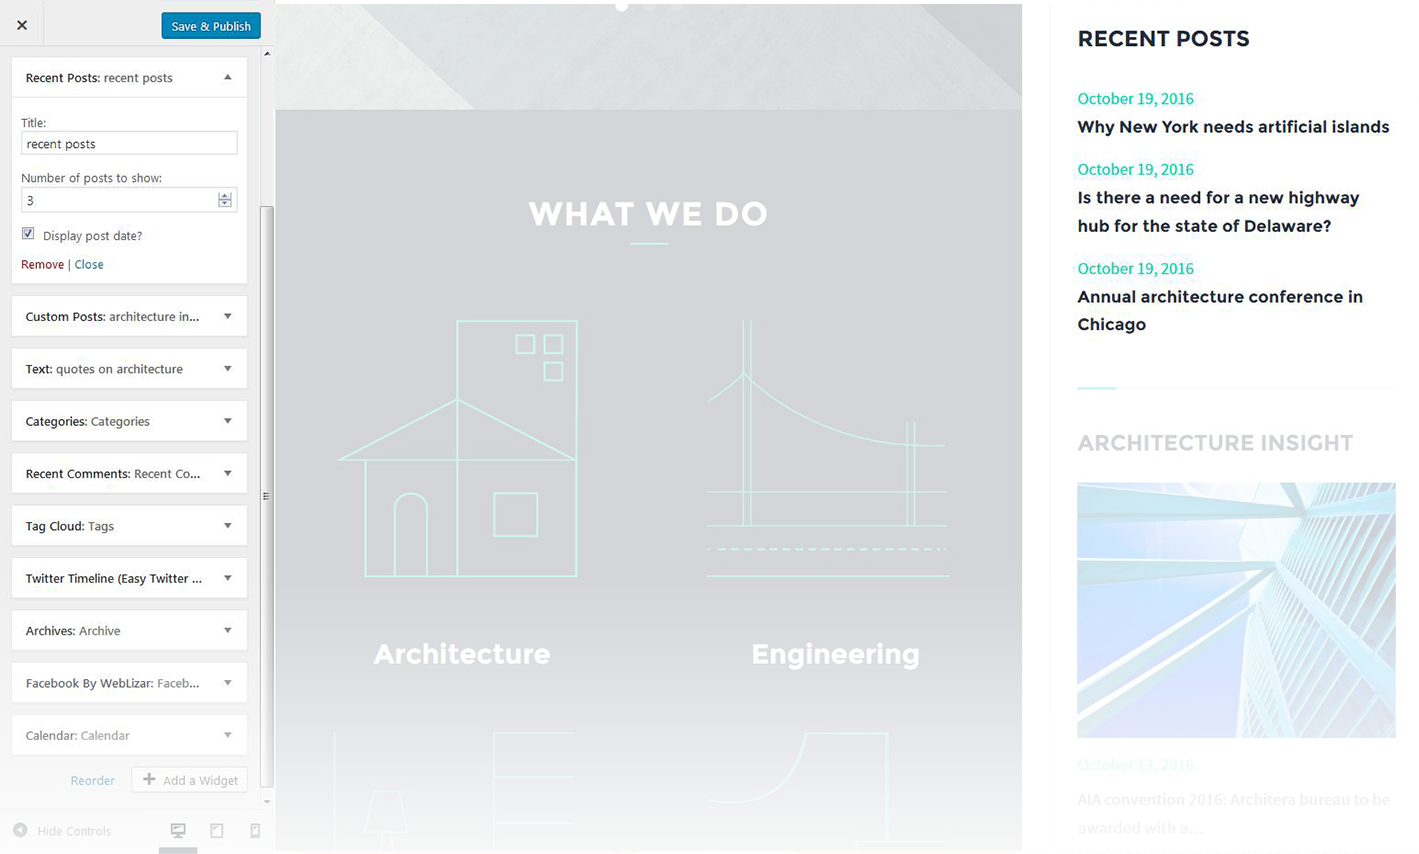 Save & Publish
Recent Posts: recent posts
Title:
recent posts
Number of posts to show:
3
Display post date?
Remove | Close
Custom Posts: architecture in...
Text: quotes on architecture
Categories: Categories
Recent Comments: Recent Co...
Tag Cloud: Tags
Twitter Timeline (Easy Twitter ...
Archives: Archive
Facebook By WebLizar: Faceb...
Calendar: Calendar
Reorder
Add a Widget
Hide Controls
WHAT WE DO
Architecture
Engineering
RECENT POSTS
October 19, 2016
Why New York needs artificial islands
October 19, 2016
Is there a need for a new highway
hub for the state of Delaware?
October 19, 2016
Annual architecture conference in
Chicago
ARCHITECTURE INSIGHT
October 13, 2016
AIA convention 2016: Architera bureau to be
awarded with a...